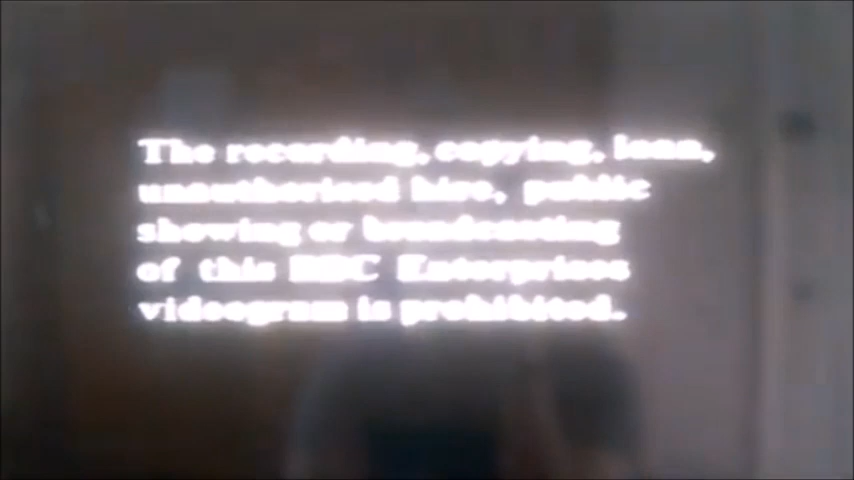 The recording, copying, loan,
unauthorised hire, public
showing or broadcasting
of this BBC Enterprises
videogram is prohibited.